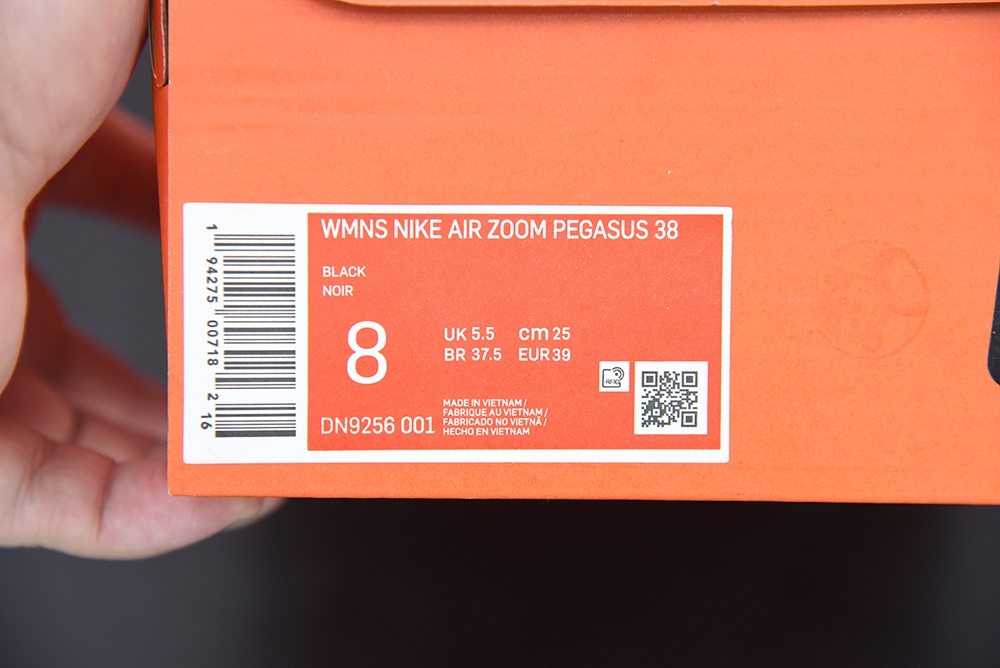 WMNS NIKE AIR ZOOM PEGASUS 38
BLACK
NOIR
8
UK 5.5 cm 25
BR 37.5 EUR 39
RFID
MADE IN VIETNAM /
FABRIQUE AU VIETNAM /
FABRICADO NO VIETNÃ /
HECHO EN VIETNAM
DN9256 001
1 94275 00718 2 16